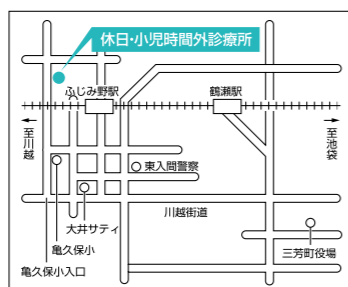 休日・小児時間外診療所
ふじみ野駅
鶴瀬駅
至川越
至池袋
東入間警察
大井サティ
川越街道
亀久保小
三芳町役場
亀久保小入口